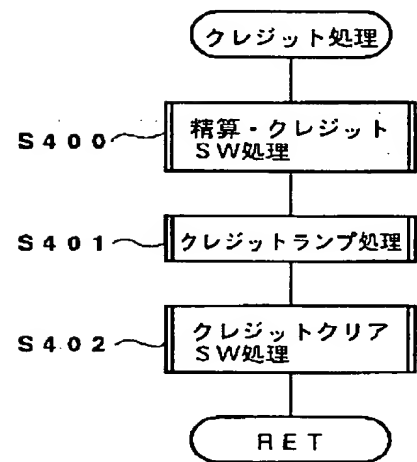 クレジット処理
S400
精算・クレジット
SW処理
S401
クレジットランプ処理
S402
クレジットクリア
SW処理
RET